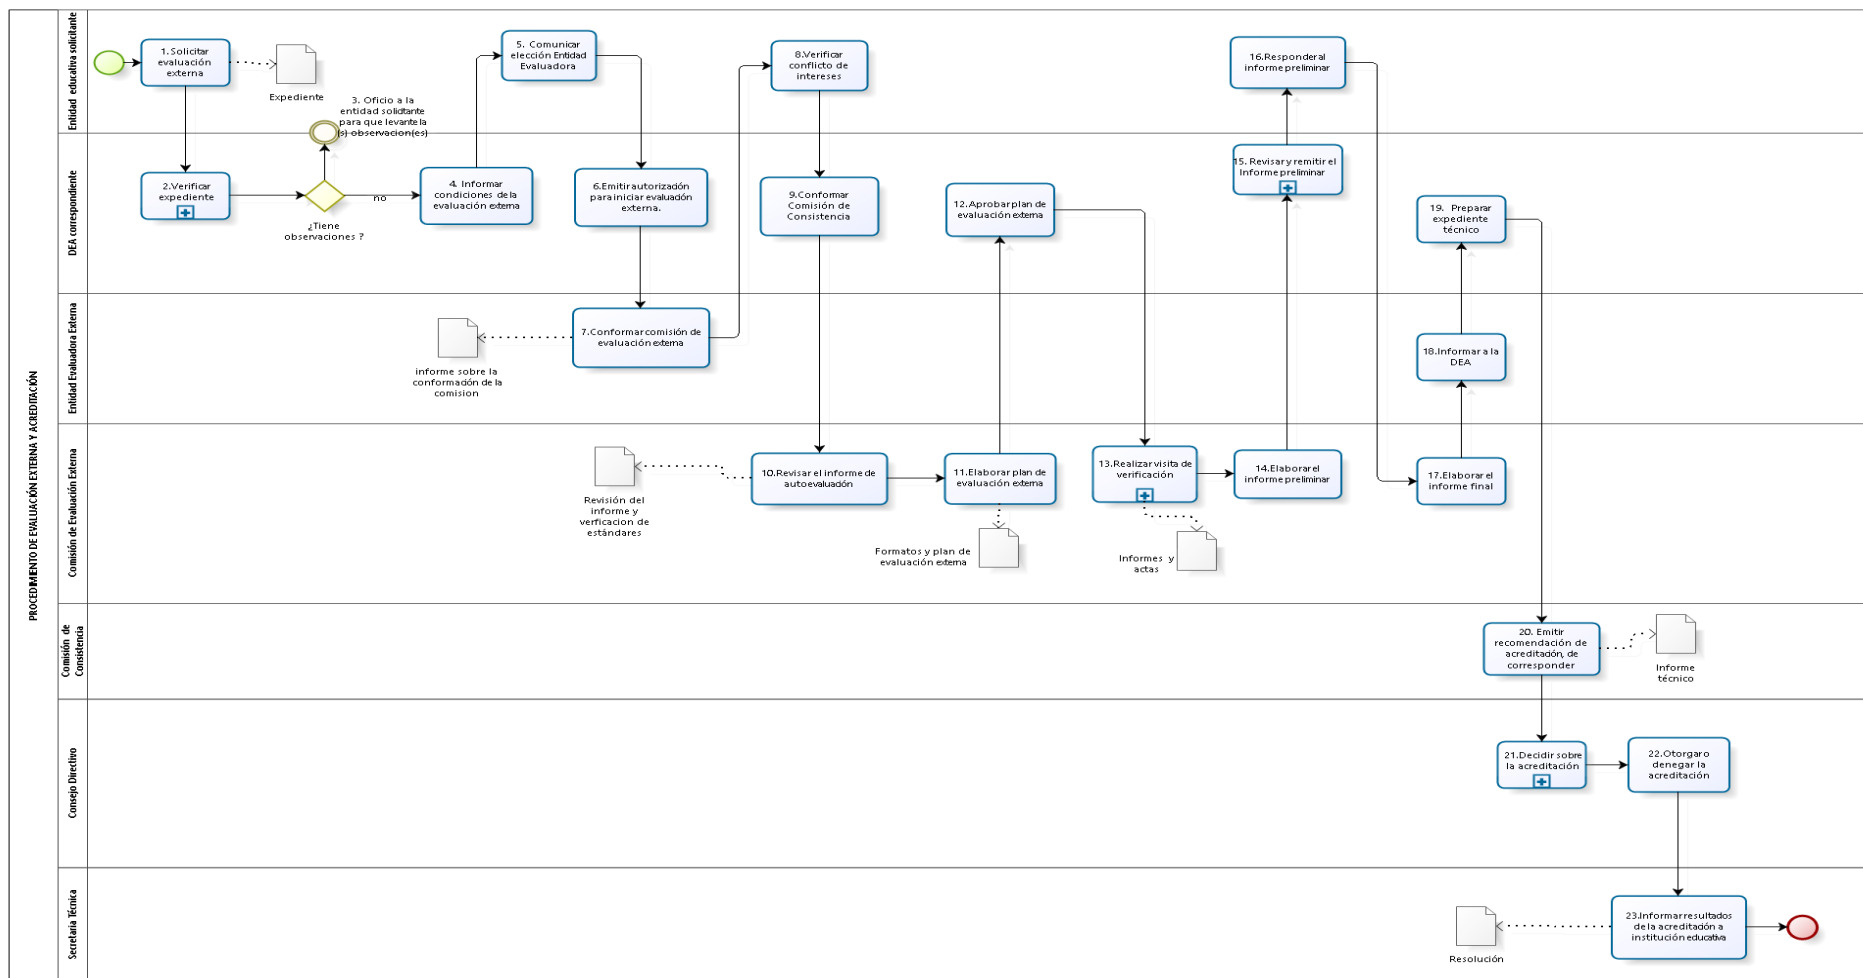 PROCEDIMIENTO DE EVALUACIÓN EXTERNA Y ACREDITACIÓN
Entidad educativa solicitante
1.Solicitar
evaluación
externa
Expediente
3. Oficio a la
entidad solicitante
para que levante la
(s) observacion(es)
5. Comunicar
elección Entidad
Evaluadora
8.Verificar
conflicto de
intereses
16.Responder al
informe preliminar
DEA correspondiente
2.Verificar
expediente
¿Tiene
observaciones ?
no
4. Informar
condiciones de la
evaluación externa
6.Emitir autorización
para iniciar evaluación
externa.
9.Conformar
Comisión de
Consistencia
12.Aprobar plan de
evaluación externa
15. Revisar y remitir el
Informe preliminar
19. Preparar
expediente
técnico
Entidad Evaluadora Externa
informe sobre la
conformación de la
comision
7.Conformar comisión de
evaluación externa
18.Informar a la
DEA
Comisión de Evaluación Externa
Revisión del
informe y
verficacion de
estándares
10.Revisar el informe de
autoevaluación
11.Elaborar plan de
evaluación externa
Formatos y plan de
evaluación externa
13.Realizar visita de
verificación
Informes y
actas
14.Elaborar el
informe preliminar
17.Elaborar el
informe final
Comisión de
Consistencia
20. Emitir
recomendación de
acreditación, de
corresponder
Informe
técnico
Consejo Directivo
21.Decidir sobre
la acreditación
22.Otorgar o
denegar la
acreditación
Secretaría Técnica
Resolución
23.Informar resultados
de la acreditación a
institución educativa